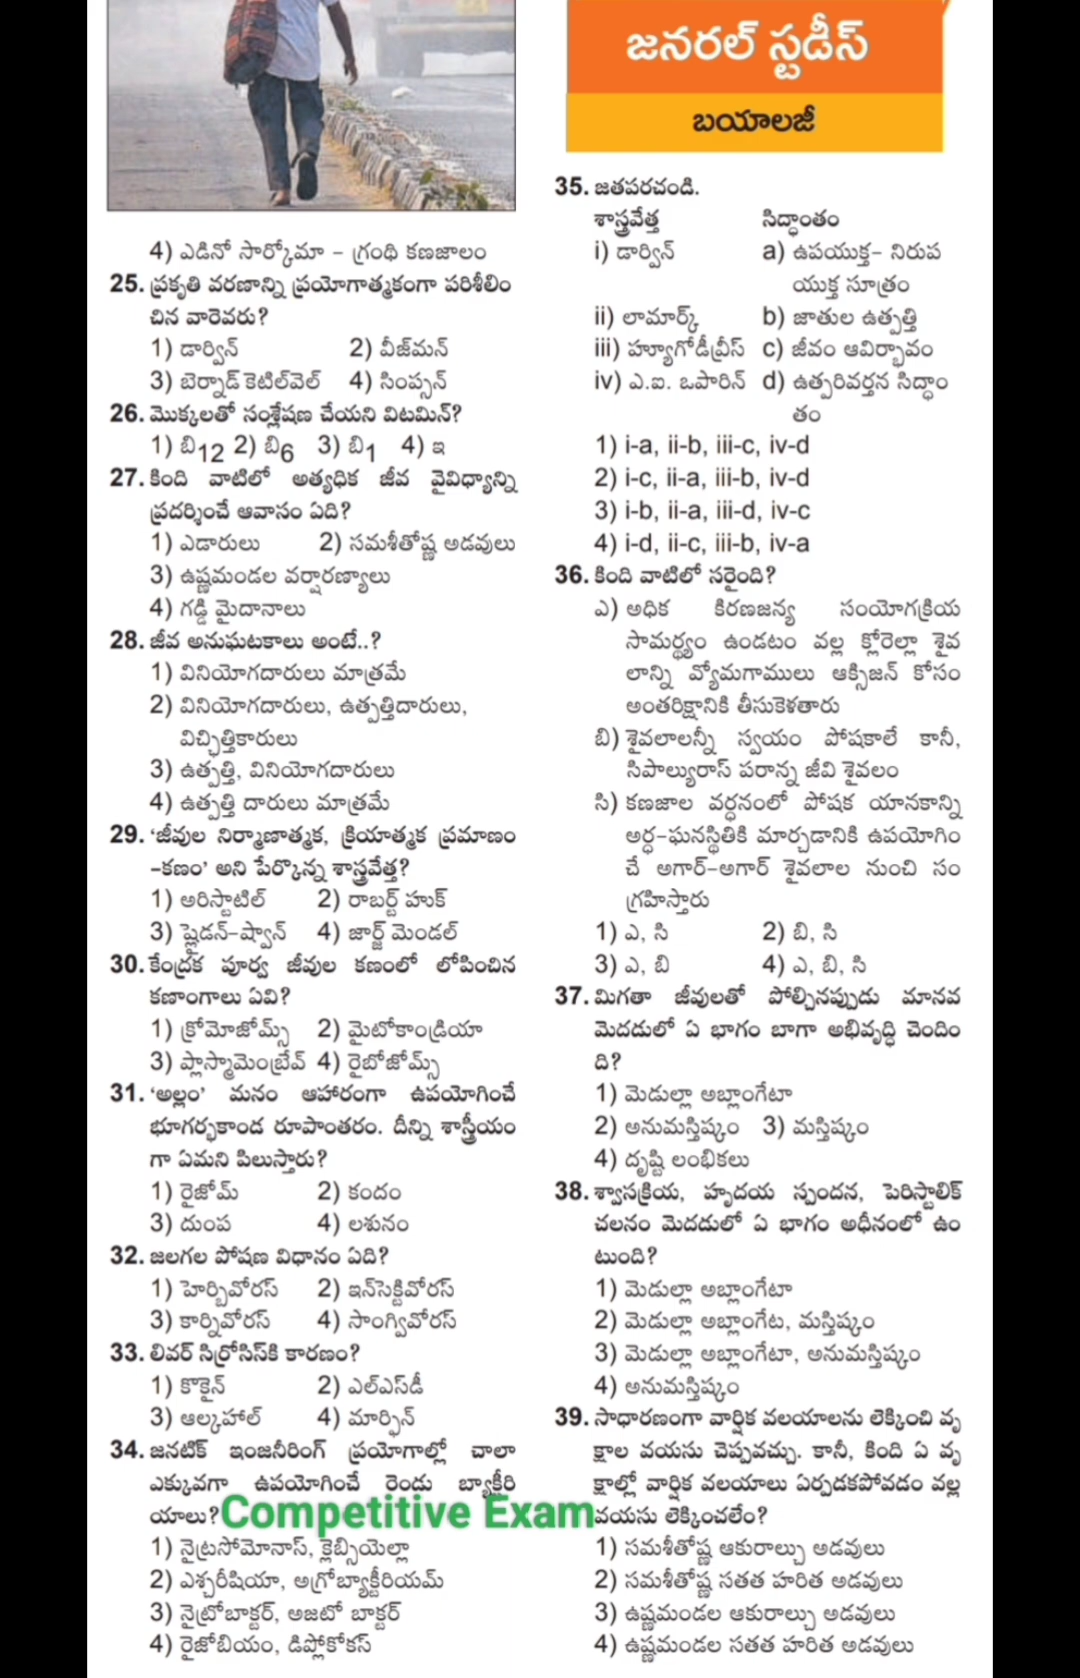 జనరల్ స్టడీస్
బయాలజీ
4) ఎడినో సార్కోమా – గ్రంథి కణజాలం
25. ప్రకృతి వరణాన్ని ప్రయోగాత్మకంగా పరిశీలిం
చిన వారెవరు?
1) డార్విన్ 2) వీజ్‌మన్
3) బెర్నాడ్ కెటిల్‌వెల్ 4) సింప్సన్
26. మొక్కలతో సంశ్లేషణ చేయని విటమిన్?
1) బి12 2) బి6 3) బి1 4) ఇ
27. కింది వాటిలో అత్యధిక జీవ వైవిధ్యాన్ని
ప్రదర్శించే ఆవాసం ఏది?
1) ఎడారులు 2) సమశీతోష్ణ అడవులు
3) ఉష్ణమండల వర్షారణ్యాలు
4) గడ్డి మైదానాలు
28. జీవ అనుఘటకాలు అంటే..?
1) వినియోగదారులు మాత్రమే
2) వినియోగదారులు, ఉత్పత్తిదారులు,
విచ్ఛిత్తికారులు
3) ఉత్పత్తి, వినియోగదారులు
4) ఉత్పత్తి దారులు మాత్రమే
29. ‘జీవుల నిర్మాణాత్మక, క్రియాత్మక ప్రమాణం
–కణం’ అని పేర్కొన్న శాస్త్రవేత్త?
1) అరిస్టాటిల్ 2) రాబర్ట్ హుక్
3) ష్లైడన్–ష్వాన్ 4) జార్జ్ మెండల్
30. కేంద్రక పూర్వ జీవుల కణంలో లోపించిన
కణాంగాలు ఏవి?
1) క్రోమోజోమ్స్ 2) మైటోకాండ్రియా
3) ప్లాస్మామెంబ్రేవ్ 4) రైబోజోమ్స్
31. ‘అల్లం’ మనం ఆహారంగా ఉపయోగించే
భూగర్భకాండ రూపాంతరం. దీన్ని శాస్త్రీయం
గా ఏమని పిలుస్తారు?
1) రైజోమ్ 2) కందం
3) దుంప 4) లశునం
32. జలగల పోషణ విధానం ఏది?
1) హెర్బివోరస్ 2) ఇన్‌సెక్టివోరస్
3) కార్నివోరస్ 4) సాంగ్వివోరస్
33. లివర్ సిర్రోసిస్‌కి కారణం?
1) కొకైన్ 2) ఎల్ఎస్‌డీ
3) ఆల్కహాల్ 4) మార్ఫిన్
34. జనటిక్ ఇంజనీరింగ్ ప్రయోగాల్లో చాలా
ఎక్కువగా ఉపయోగించే రెండు బ్యాక్టీరి
యాలు?
1) నైట్రసోమోనాస్, క్లెబ్సియెల్లా
2) ఎశ్చరీషియా, అగ్రోబ్యాక్టీరియమ్
3) నైట్రోబాక్టర్, అజటో బాక్టర్
4) రైజోబియం, డిప్లోకోకస్
35. జతపరచండి.
శాస్త్రవేత్త సిద్ధాంతం
i) డార్విన్ a) ఉపయుక్త– నిరుప
యుక్త సూత్రం
ii) లామార్క్ b) జాతుల ఉత్పత్తి
iii) హ్యూగోడీవ్రీస్ c) జీవం ఆవిర్భావం
iv) ఎ.ఐ. ఒపారిన్ d) ఉత్పరివర్తన సిద్ధాం
తం
1) i-a, ii-b, iii-c, iv-d
2) i-c, ii-a, iii-b, iv-d
3) i-b, ii-a, iii-d, iv-c
4) i-d, ii-c, iii-b, iv-a
36. కింది వాటిలో సరైంది?
ఎ) అధిక కిరణజన్య సంయోగక్రియ
సామర్థ్యం ఉండటం వల్ల క్లోరెల్లా శైవ
లాన్ని వ్యోమగాములు ఆక్సిజన్ కోసం
అంతరిక్షానికి తీసుకెళతారు
బి) శైవలాలన్నీ స్వయం పోషకాలే కానీ,
సిపాల్యురాస్ పరాన్న జీవి శైవలం
సి) కణజాల వర్ధనంలో పోషక యానకాన్ని
అర్ధ–ఘనస్థితికి మార్చడానికి ఉపయోగిం
చే అగార్–అగార్ శైవలాల నుంచి సం
గ్రహిస్తారు
1) ఎ, సి 2) బి, సి
3) ఎ, బి 4) ఎ, బి, సి
37. మిగతా జీవులతో పోల్చినప్పుడు మానవ
మెదడులో ఏ భాగం బాగా అభివృద్ధి చెందిం
ది?
1) మెడుల్లా అబ్లాంగేటా
2) అనుమస్తిష్కం 3) మస్తిష్కం
4) దృష్టి లంభికలు
38. శ్వాసక్రియ, హృదయ స్పందన, పెరిస్టాలిక్
చలనం మెదడులో ఏ భాగం అధీనంలో ఉం
టుంది?
1) మెడుల్లా అబ్లాంగేటా
2) మెడుల్లా అబ్లాంగేట, మస్తిష్కం
3) మెడుల్లా అబ్లాంగేటా, అనుమస్తిష్కం
4) అనుమస్తిష్కం
39. సాధారణంగా వార్షిక వలయాలను లెక్కించి వృ
క్షాల వయసు చెప్పవచ్చు. కానీ, కింది ఏ వృ
క్షాల్లో వార్షిక వలయాలు ఏర్పడకపోవడం వల్ల
వయసు లెక్కించలేం?
1) సమశీతోష్ణ ఆకురాల్చు అడవులు
2) సమశీతోష్ణ సతత హరిత అడవులు
3) ఉష్ణమండల ఆకురాల్చు అడవులు
4) ఉష్ణమండల సతత హరిత అడవులు
Competitive Exam